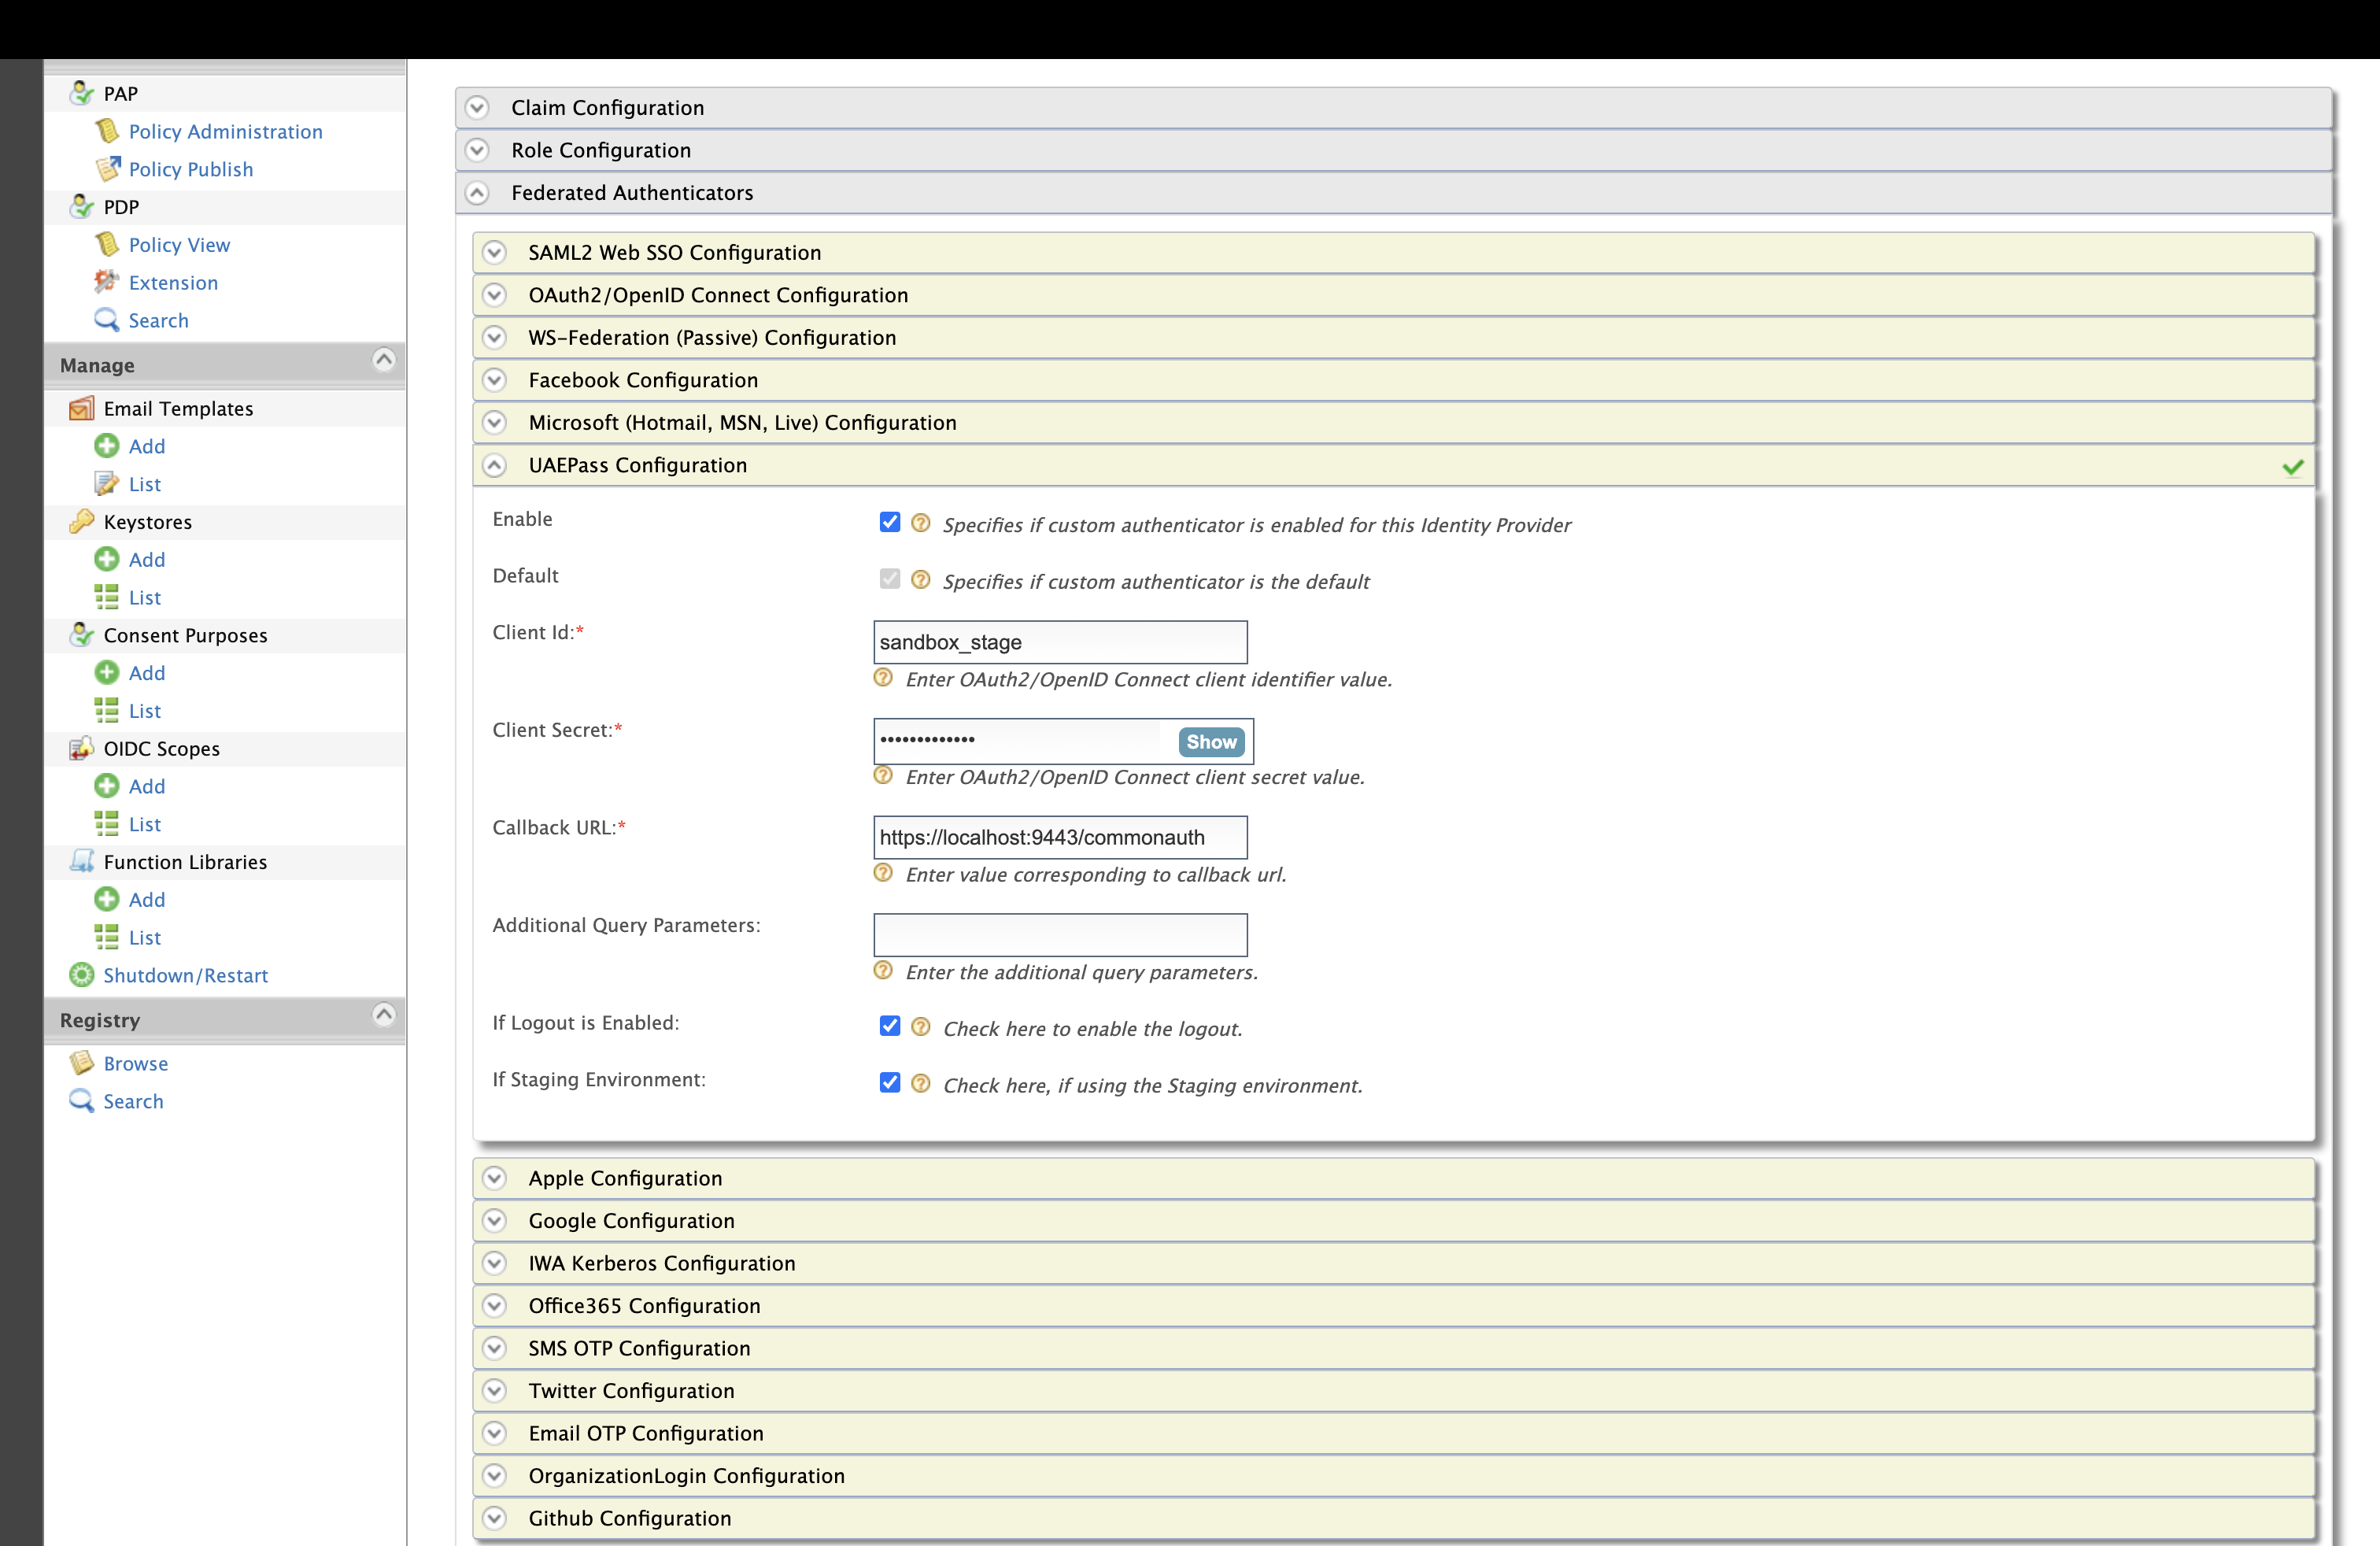 PAP
Policy Administration
Policy Publish
PDP
Policy View
Extension
Search
Manage
Email Templates
Add
List
Keystores
Add
List
Consent Purposes
Add
List
OIDC Scopes
Add
List
Function Libraries
Add
List
Shutdown/Restart
Registry
Browse
Search
Claim Configuration
Role Configuration
Federated Authenticators
SAML2 Web SSO Configuration
OAuth2/OpenID Connect Configuration
WS-Federation (Passive) Configuration
Facebook Configuration
Microsoft (Hotmail, MSN, Live) Configuration
UAEPass Configuration
Enable
Specifies if custom authenticator is enabled for this Identity Provider
Default
Specifies if custom authenticator is the default
Client Id:*
sandbox_stage
Enter OAuth2/OpenID Connect client identifier value.
Client Secret:*
••••••••••••• Show
Enter OAuth2/OpenID Connect client secret value.
Callback URL:*
https://localhost:9443/commonauth
Enter value corresponding to callback url.
Additional Query Parameters:
Enter the additional query parameters.
If Logout is Enabled:
Check here to enable the logout.
If Staging Environment:
Check here, if using the Staging environment.
Apple Configuration
Google Configuration
IWA Kerberos Configuration
Office365 Configuration
SMS OTP Configuration
Twitter Configuration
Email OTP Configuration
OrganizationLogin Configuration
Github Configuration